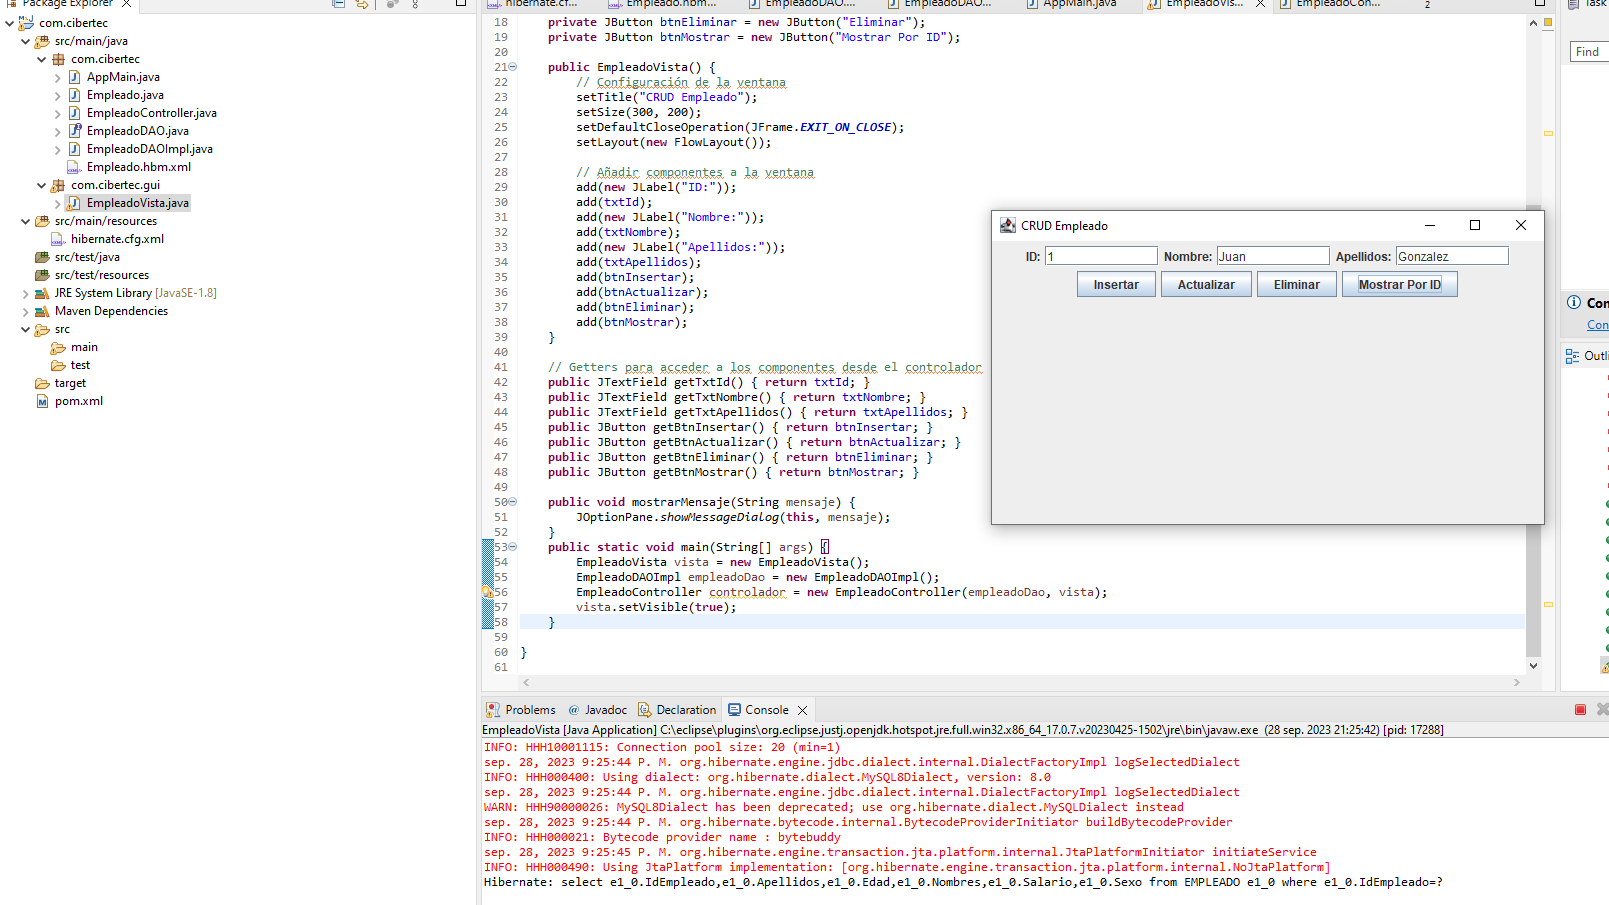 Package Explorer
com.cibertec
src/main/java
com.cibertec
AppMain.java
Empleado.java
EmpleadoController.java
EmpleadoDAO.java
EmpleadoDAOImpl.java
Empleado.hbm.xml
com.cibertec.gui
EmpleadoVista.java
src/main/resources
hibernate.cfg.xml
src/test/java
src/test/resources
JRE System Library [JavaSE-1.8]
Maven Dependencies
src
main
test
target
pom.xml
hibernate.cf... Empleado.hbm... EmpleadoDAO.... EmpleadoDAO... AppMain.java EmpleadoVis... EmpleadoCon... 2
18 private JButton btnEliminar = new JButton("Eliminar");
19 private JButton btnMostrar = new JButton("Mostrar Por ID");
20
21 public EmpleadoVista() {
22 // Configuración de la ventana
23 setTitle("CRUD Empleado");
24 setSize(300, 200);
25 setDefaultCloseOperation(JFrame.EXIT_ON_CLOSE);
26 setLayout(new FlowLayout());
27
28 // Añadir componentes a la ventana
29 add(new JLabel("ID:"));
30 add(txtId);
31 add(new JLabel("Nombre:"));
32 add(txtNombre);
33 add(new JLabel("Apellidos:"));
34 add(txtApellidos);
35 add(btnInsertar);
36 add(btnActualizar);
37 add(btnEliminar);
38 add(btnMostrar);
39 }
40
41 // Getters para acceder a los componentes desde el controlador
42 public JTextField getTxtId() { return txtId; }
43 public JTextField getTxtNombre() { return txtNombre; }
44 public JTextField getTxtApellidos() { return txtApellidos; }
45 public JButton getBtnInsertar() { return btnInsertar; }
46 public JButton getBtnActualizar() { return btnActualizar; }
47 public JButton getBtnEliminar() { return btnEliminar; }
48 public JButton getBtnMostrar() { return btnMostrar; }
49
50 public void mostrarMensaje(String mensaje) {
51 JOptionPane.showMessageDialog(this, mensaje);
52 }
53 public static void main(String[] args) {
54 EmpleadoVista vista = new EmpleadoVista();
55 EmpleadoDAOImpl empleadoDao = new EmpleadoDAOImpl();
56 EmpleadoController controlador = new EmpleadoController(empleadoDao, vista);
57 vista.setVisible(true);
58 }
59
60 }
61
CRUD Empleado
ID: 1 Nombre: Juan Apellidos: Gonzalez
Insertar Actualizar Eliminar Mostrar Por ID
Task
Find
Con
Con
Outli
Problems @ Javadoc Declaration Console
EmpleadoVista [Java Application] C:\eclipse\plugins\org.eclipse.justj.openjdk.hotspot.jre.full.win32.x86_64_17.0.7.v20230425-1502\jre\bin\javaw.exe (28 sep. 2023 21:25:42) [pid: 17288]
INFO: HHH10001115: Connection pool size: 20 (min=1)
sep. 28, 2023 9:25:44 P. M. org.hibernate.engine.jdbc.dialect.internal.DialectFactoryImpl logSelectedDialect
INFO: HHH000400: Using dialect: org.hibernate.dialect.MySQL8Dialect, version: 8.0
sep. 28, 2023 9:25:44 P. M. org.hibernate.engine.jdbc.dialect.internal.DialectFactoryImpl logSelectedDialect
WARN: HHH90000026: MySQL8Dialect has been deprecated; use org.hibernate.dialect.MySQLDialect instead
sep. 28, 2023 9:25:44 P. M. org.hibernate.bytecode.internal.BytecodeProviderInitiator buildBytecodeProvider
INFO: HHH000021: Bytecode provider name : bytebuddy
sep. 28, 2023 9:25:45 P. M. org.hibernate.engine.transaction.jta.platform.internal.JtaPlatformInitiator initiateService
INFO: HHH000490: Using JtaPlatform implementation: [org.hibernate.engine.transaction.jta.platform.internal.NoJtaPlatform]
Hibernate: select e1_0.IdEmpleado,e1_0.Apellidos,e1_0.Edad,e1_0.Nombres,e1_0.Salario,e1_0.Sexo from EMPLEADO e1_0 where e1_0.IdEmpleado=?